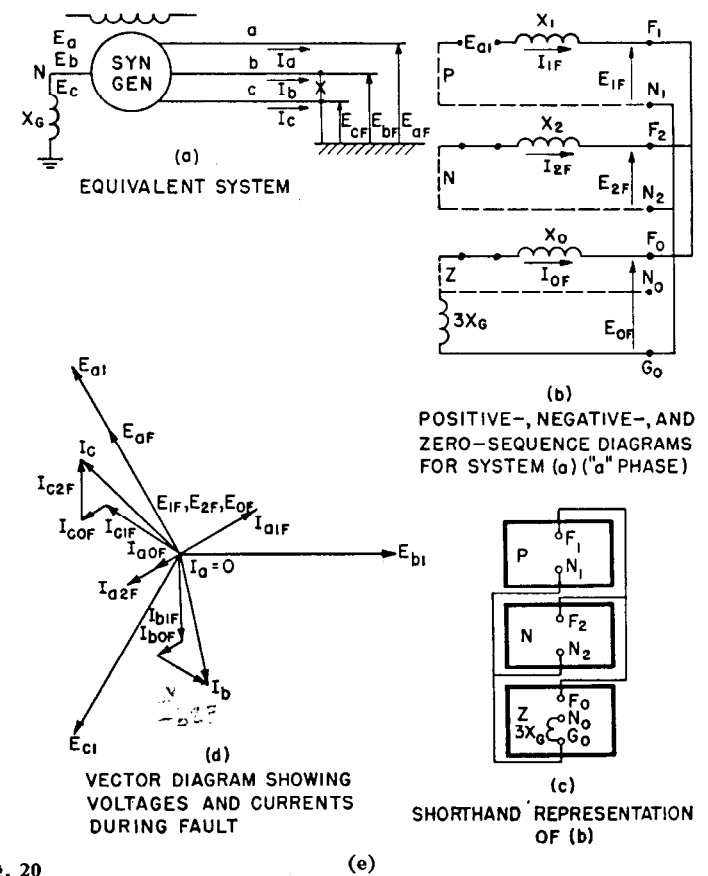 Ea
Eb
N
Ec
XG
SYN
GEN
a
Ia
b
Ib
c
Ic
X
ECF
EbF
EaF
(a)
EQUIVALENT SYSTEM
Ea1
X1
I1F
F1
P
E1F
N1
X2
F2
I2F
N
E2F
N2
X0
F0
I0F
Z
N0
3XG
E0F
G0
(b)
POSITIVE-, NEGATIVE-, AND
ZERO-SEQUENCE DIAGRAMS
FOR SYSTEM (a) ("a" PHASE)
Ea1
EaF
IC
IC2F
IC0F
IC1F
E1F, E2F, E0F
Ia1F
Ia0F
Ia=0
Eb1
Ia2F
Ib1F
Ib0F
Ib
EC1
(d)
VECTOR DIAGRAM SHOWING
VOLTAGES AND CURRENTS
DURING FAULT
P
F1
N1
N
F2
N2
Z
3XG
F0
N0
G0
(c)
SHORTHAND REPRESENTATION
OF (b)
20
(e)